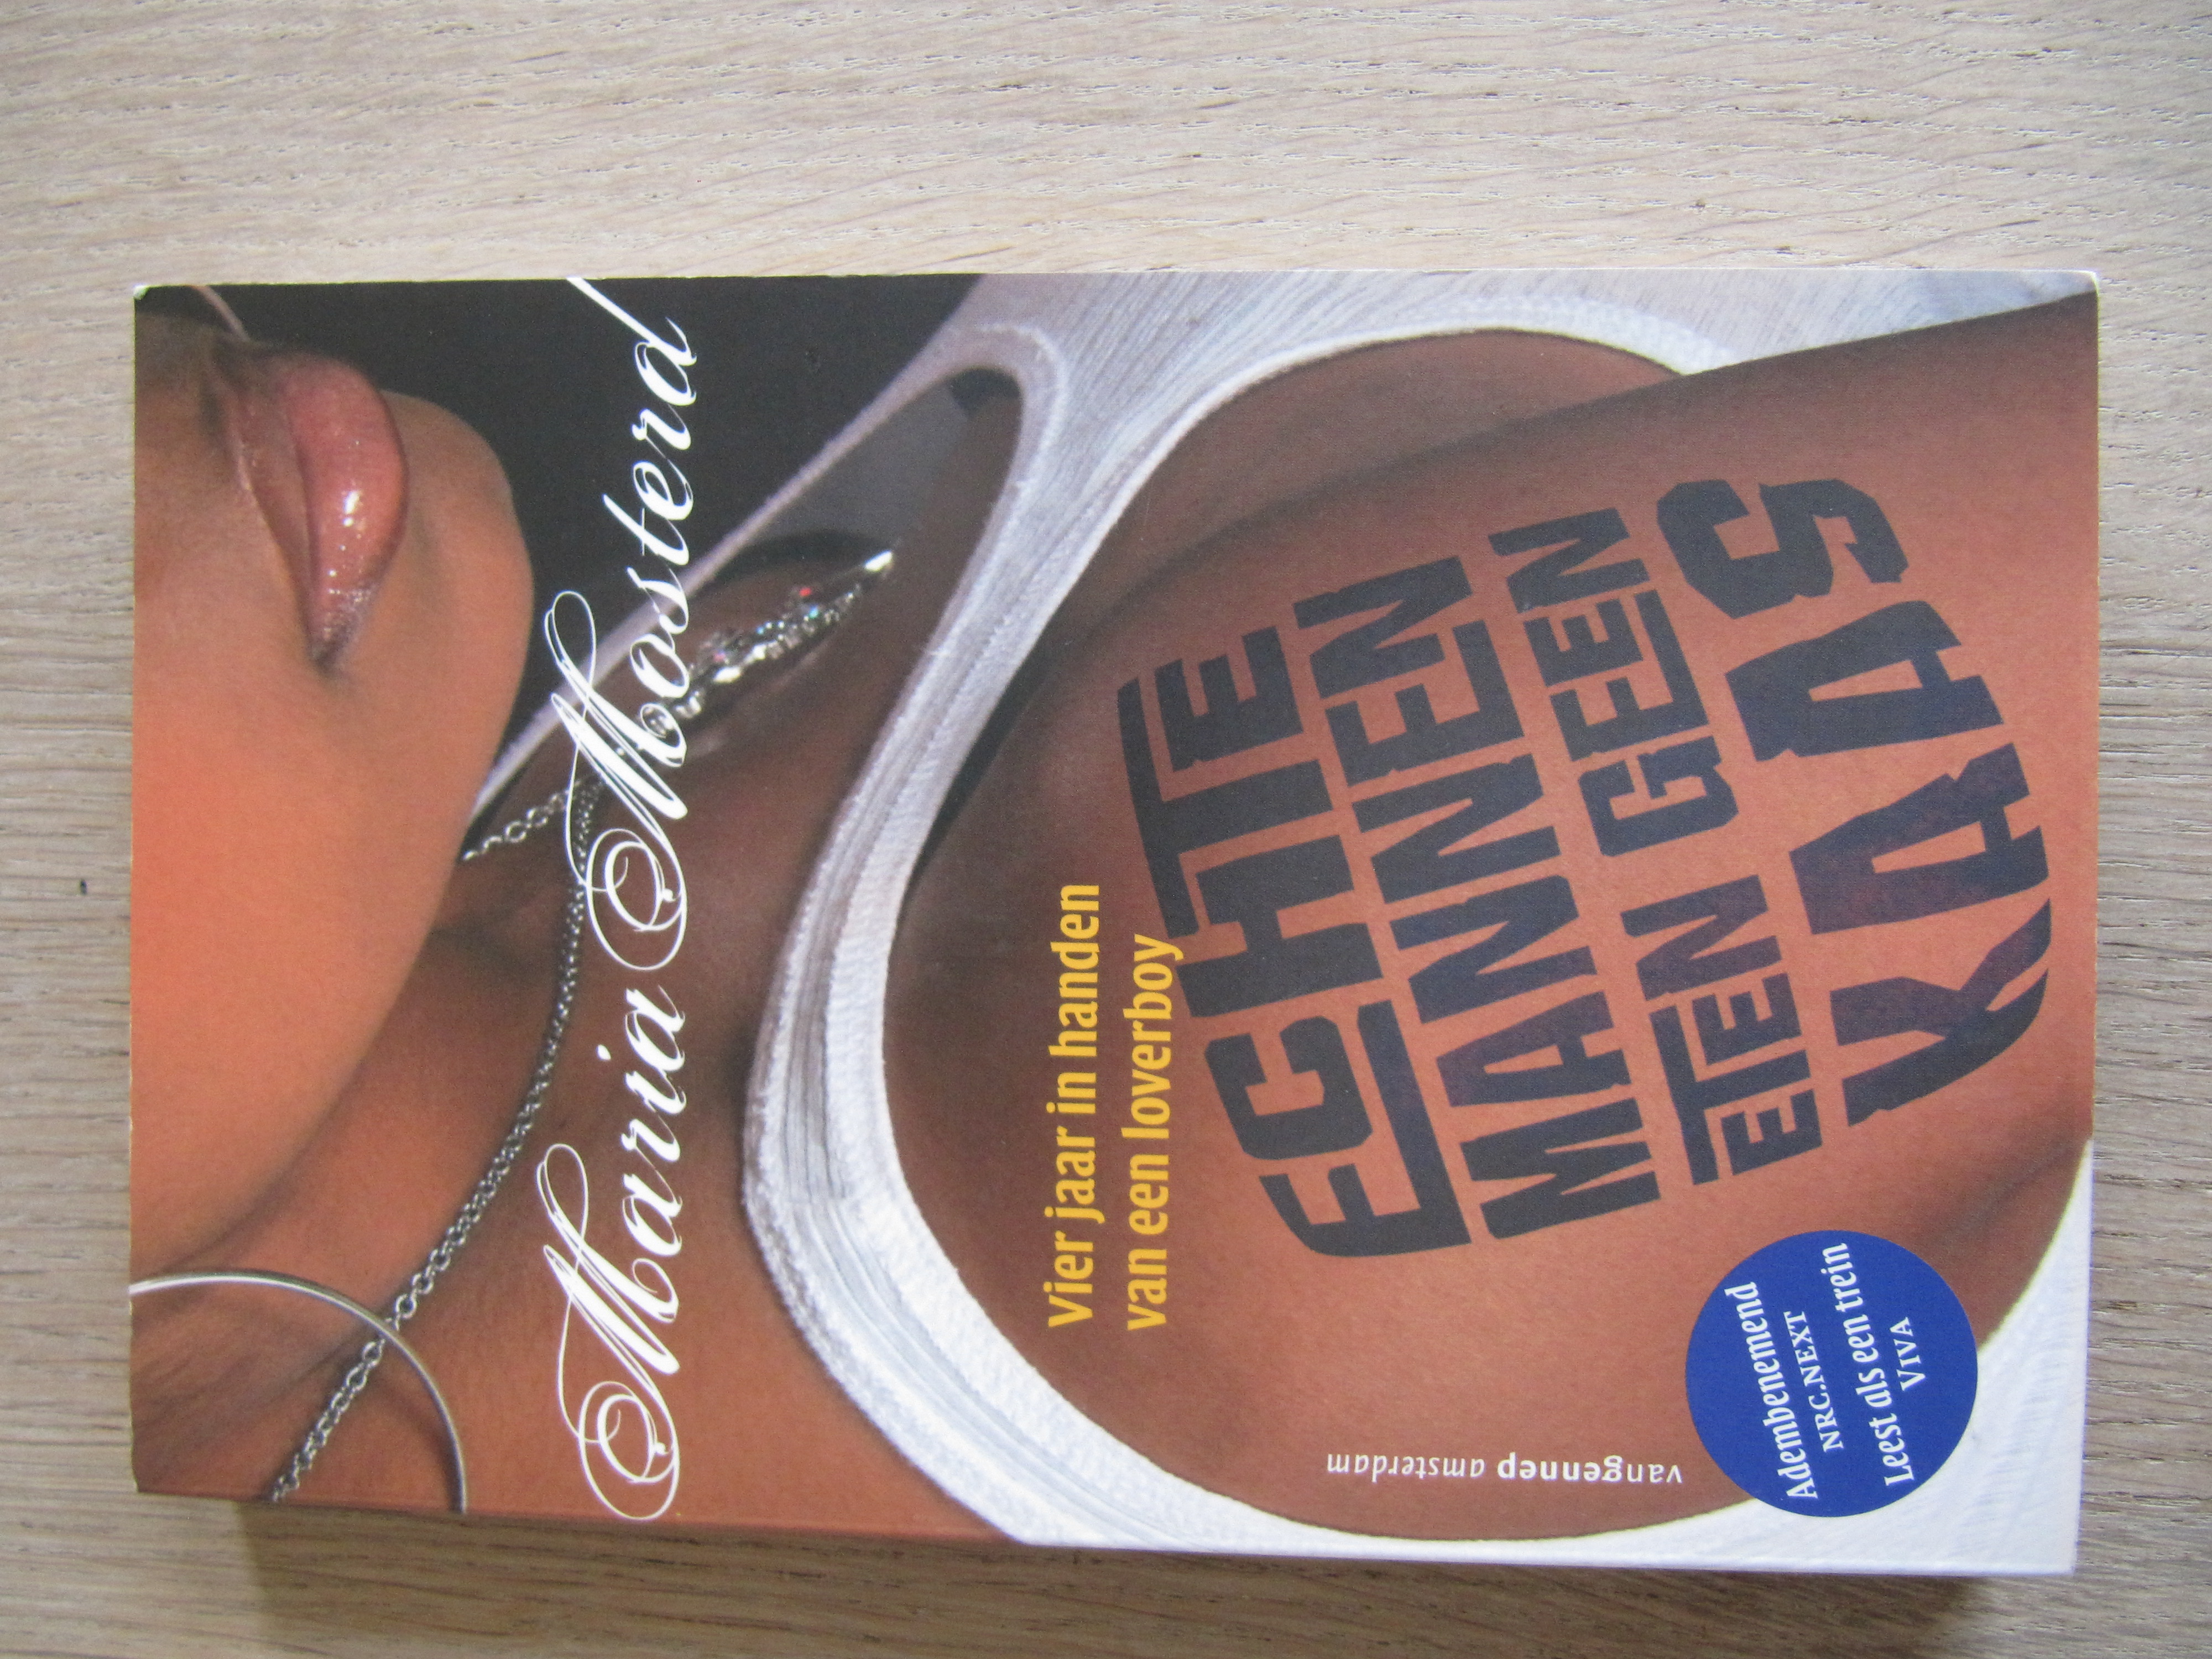 Maria Mosterd
Vier jaar in handen
van een loverboy
ECHTE
MANNEN
ETEN GEEN
KAAS
vangennep amsterdam
Adembenemend
NRC.NEXT
Leest als een trein
VIVA